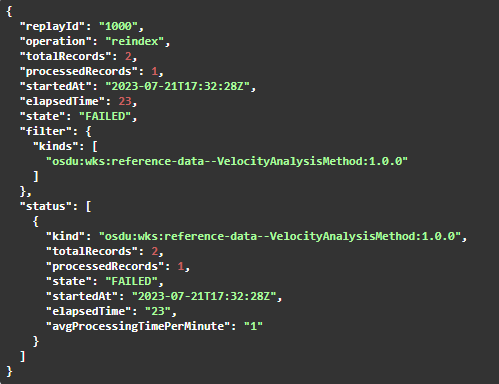 {
  "replayId": "1000",
  "operation": "reindex",
  "totalRecords": 2,
  "processedRecords": 1,
  "startedAt": "2023-07-21T17:32:28Z",
  "elapsedTime": 23,
  "state": "FAILED",
  "filter": {
    "kinds": [
      "osdu:wks:reference-data--VelocityAnalysisMethod:1.0.0"
    ]
  },
  "status": [
    {
      "kind": "osdu:wks:reference-data--VelocityAnalysisMethod:1.0.0",
      "totalRecords": 2,
      "processedRecords": 1,
      "state": "FAILED",
      "startedAt": "2023-07-21T17:32:28Z",
      "elapsedTime": "23",
      "avgProcessingTimePerMinute": "1"
    }
  ]
}